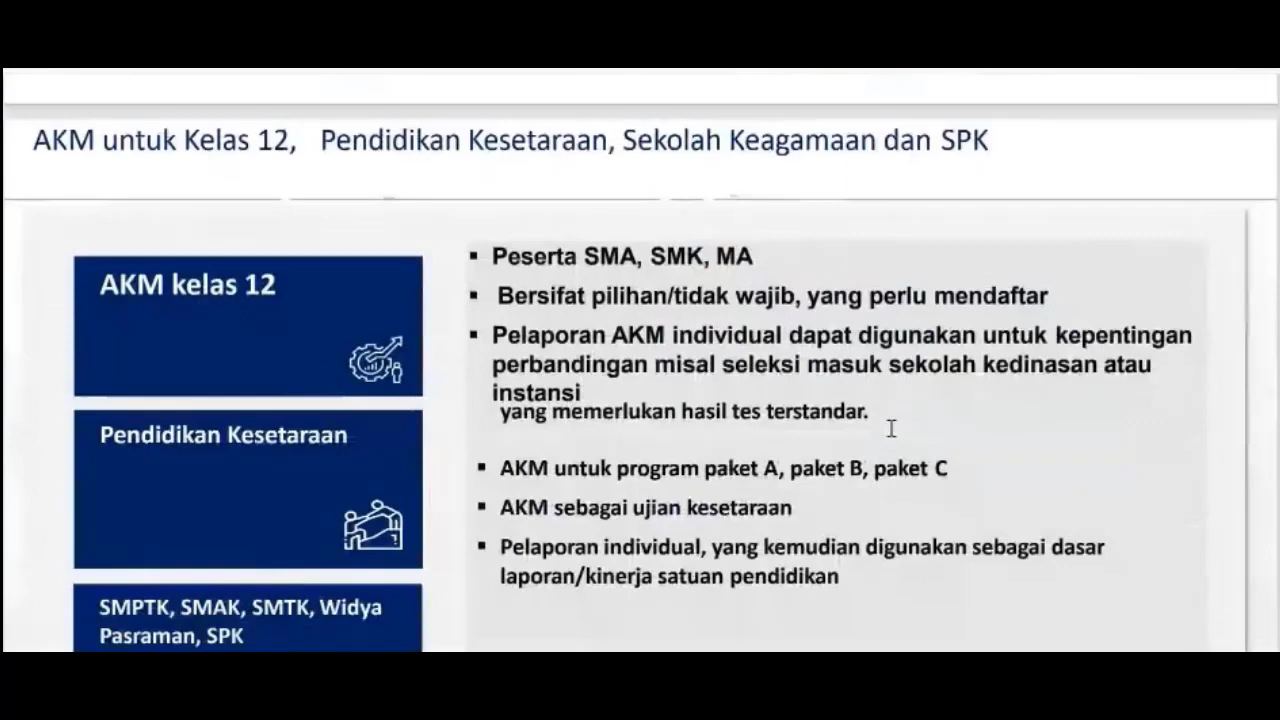 AKM untuk Kelas 12, Pendidikan Kesetaraan, Sekolah Keagamaan dan SPK
AKM kelas 12
▪ Peserta SMA, SMK, MA
▪ Bersifat pilihan/tidak wajib, yang perlu mendaftar
▪ Pelaporan AKM individual dapat digunakan untuk kepentingan
perbandingan misal seleksi masuk sekolah kedinasan atau
instansi
yang memerlukan hasil tes terstandar.
Pendidikan Kesetaraan
▪ AKM untuk program paket A, paket B, paket C
▪ AKM sebagai ujian kesetaraan
▪ Pelaporan individual, yang kemudian digunakan sebagai dasar
laporan/kinerja satuan pendidikan
SMPTK, SMAK, SMTK, Widya
Pasraman, SPK